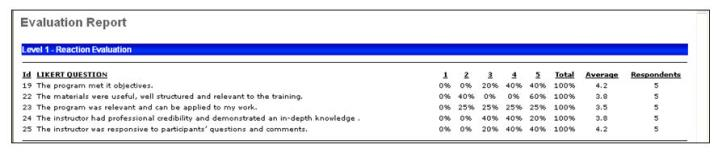 Evaluation Report
Level 1 - Reaction Evaluation
Id LIKERT QUESTION 1 2 3 4 5 Total Average Respondents
19 The program met it objectives. 0% 0% 20% 40% 40% 100% 4.2 5
22 The materials were useful, well structured and relevant to the training. 0% 40% 0% 0% 60% 100% 3.8 5
23 The program was relevant and can be applied to my work. 0% 25% 25% 25% 25% 100% 3.5 5
24 The instructor had professional credibility and demonstrated an in-depth knowledge . 0% 0% 40% 40% 20% 100% 3.8 5
25 The instructor was responsive to participants' questions and comments. 0% 0% 20% 40% 40% 100% 4.2 5